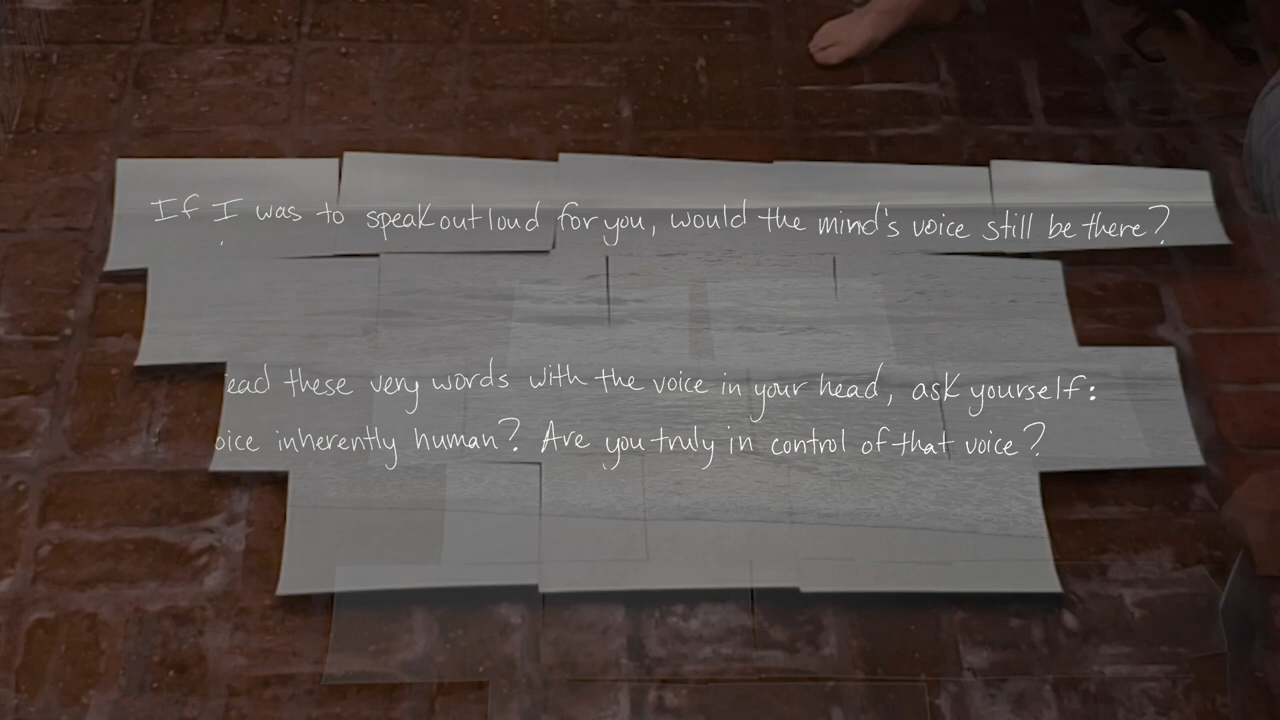 If I was to speak out loud for you, would the mind's voice still be there?
ead these very words with the voice in your head, ask yourself:
oice inherently human? Are you truly in control of that voice?